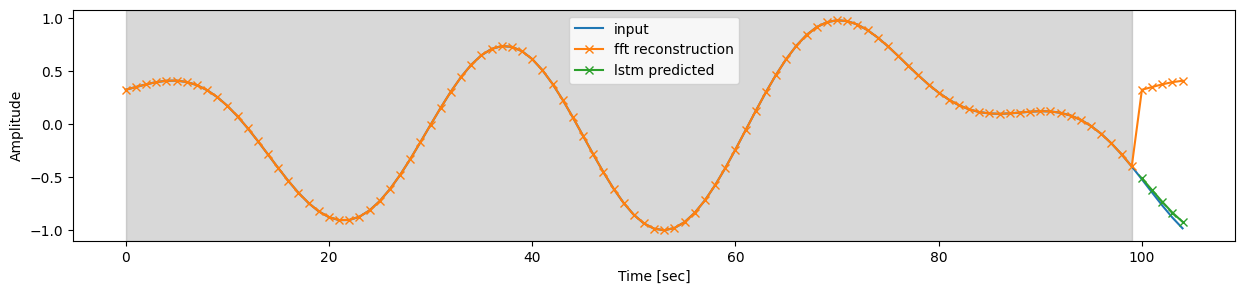 1.0
0.5
0.0
−0.5
−1.0
Amplitude
input
fft reconstruction
lstm predicted
0 20 40 60 80 100
Time [sec]